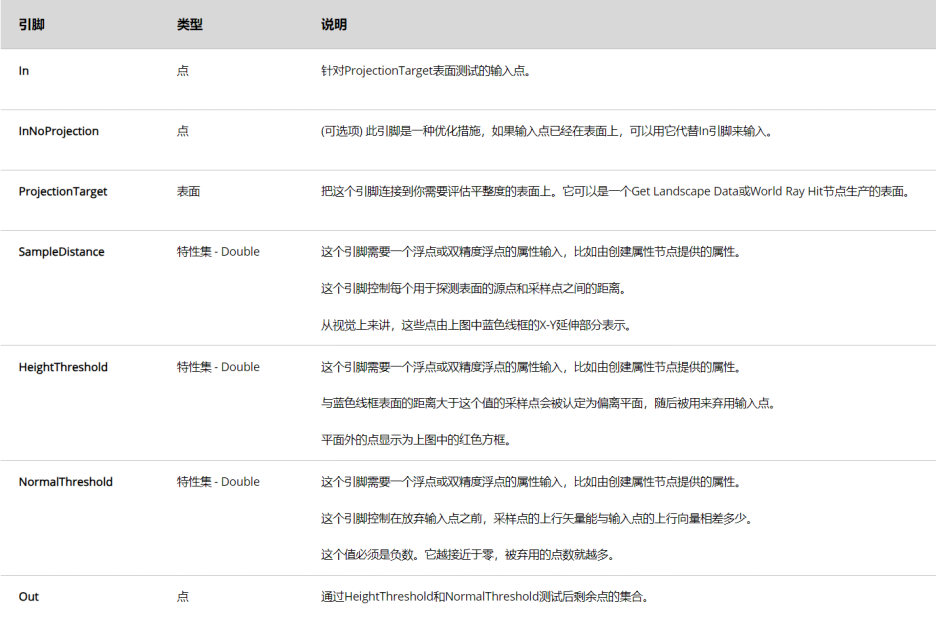 引脚 类型 说明
In 点 针对ProjectionTarget表面测试的输入点。
InNoProjection 点 (可选项) 此引脚是一种优化措施，如果输入点已经在表面上，可以用它代替In引脚来输入。
ProjectionTarget 表面 把这个引脚连接到你需要评估平整度的表面上。它可以是一个Get Landscape Data或World Ray Hit节点生产的表面。
SampleDistance 特性集 - Double 这个引脚需要一个浮点或双精度浮点的属性输入，比如由创建属性节点提供的属性。
这个引脚控制每个用于探测表面的源点和采样点之间的距离。
从视觉上来讲，这些点由上图中蓝色线框的X-Y延伸部分表示。
HeightThreshold 特性集 - Double 这个引脚需要一个浮点或双精度浮点的属性输入，比如由创建属性节点提供的属性。
与蓝色线框表面的距离大于这个值的采样点会被认定为偏离平面，随后被用来弃用输入点。
平面外的点显示为上图中的红色方框。
NormalThreshold 特性集 - Double 这个引脚需要一个浮点或双精度浮点的属性输入，比如由创建属性节点提供的属性。
这个引脚控制在放弃输入点之前，采样点的上行矢量能与输入点的上行向量相差多少。
这个值必须是负数。它越接近于零，被弃用的点数就越多。
Out 点 通过HeightThreshold和NormalThreshold测试后剩余点的集合。